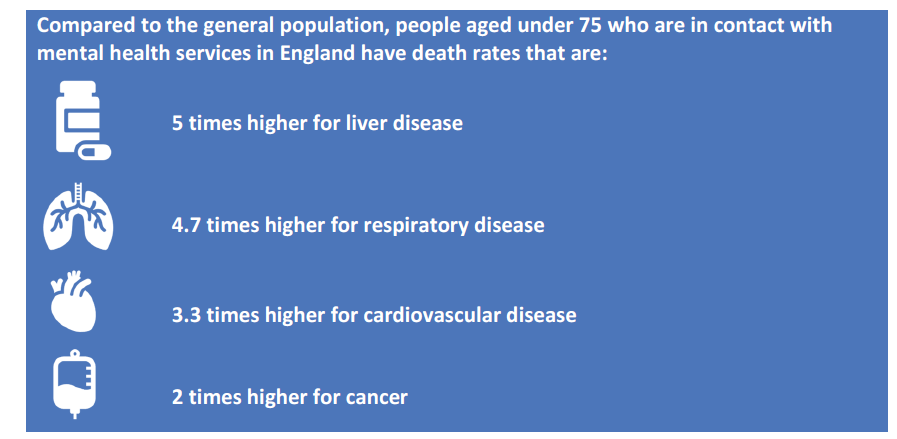 Compared to the general population, people aged under 75 who are in contact with
mental health services in England have death rates that are:
5 times higher for liver disease
4.7 times higher for respiratory disease
3.3 times higher for cardiovascular disease
2 times higher for cancer